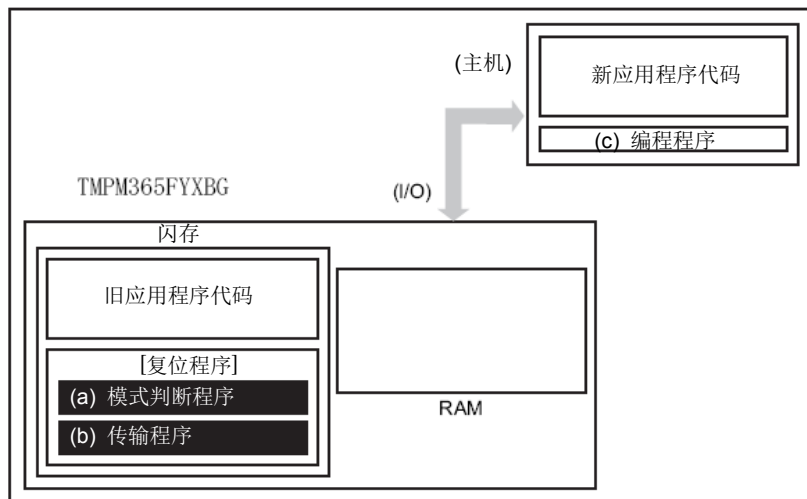 (主机)
新应用程序代码
(c) 编程程序
TMPM365FYXBG
(I/O)
闪存
旧应用程序代码
[复位程序]
(a) 模式判断程序
(b) 传输程序
RAM